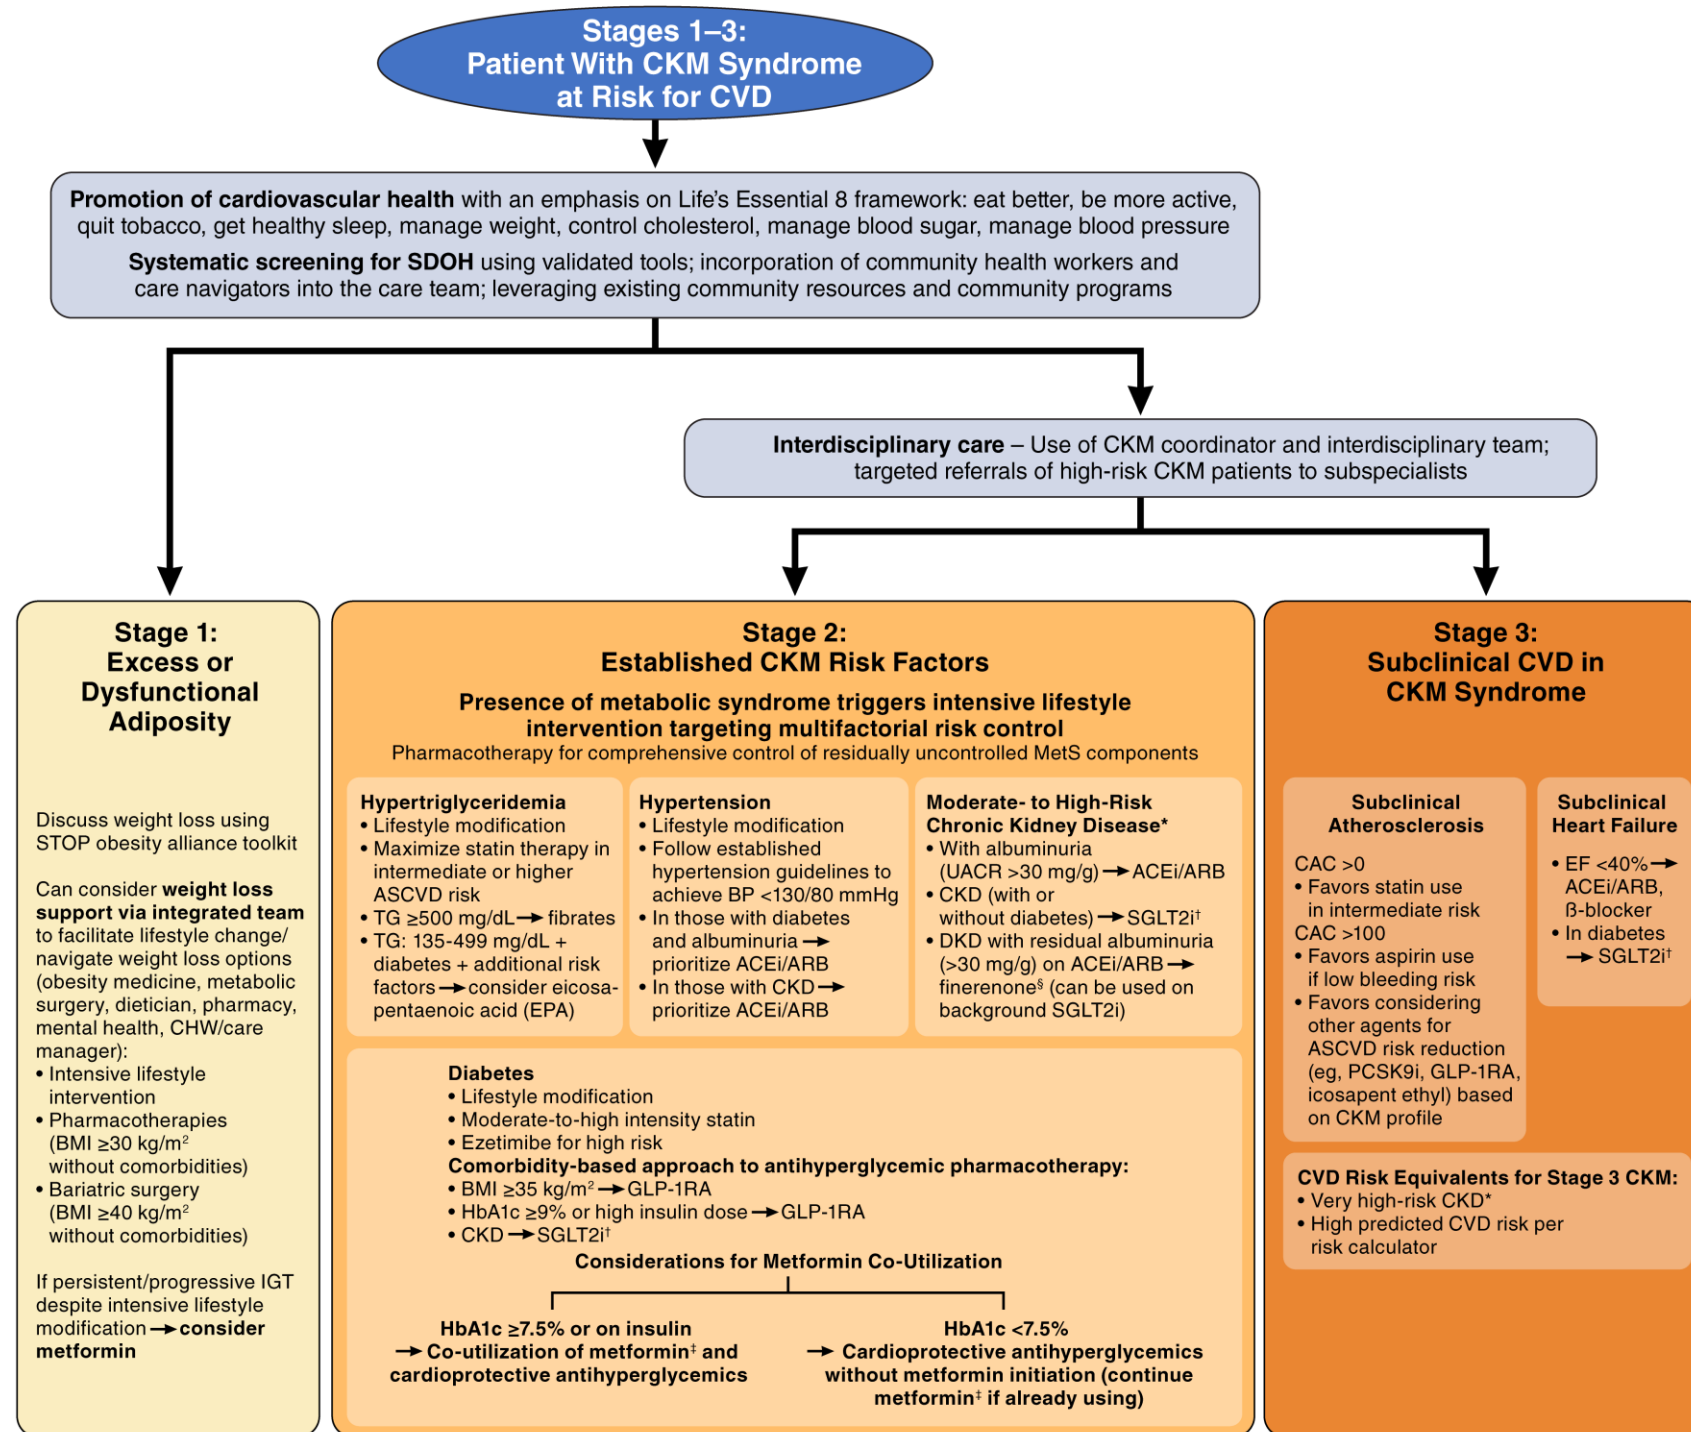 Stages 1–3:
Patient With CKM Syndrome
at Risk for CVD
Promotion of cardiovascular health with an emphasis on Life’s Essential 8 framework: eat better, be more active,
quit tobacco, get healthy sleep, manage weight, control cholesterol, manage blood sugar, manage blood pressure
Systematic screening for SDOH using validated tools; incorporation of community health workers and
care navigators into the care team; leveraging existing community resources and community programs
Interdisciplinary care – Use of CKM coordinator and interdisciplinary team;
targeted referrals of high-risk CKM patients to subspecialists
Stage 1:
Excess or
Dysfunctional
Adiposity
Discuss weight loss using
STOP obesity alliance toolkit
Can consider weight loss
support via integrated team
to facilitate lifestyle change/
navigate weight loss options
(obesity medicine, metabolic
surgery, dietician, pharmacy,
mental health, CHW/care
manager):
• Intensive lifestyle
intervention
• Pharmacotherapies
(BMI ≥30 kg/m²
without comorbidities)
• Bariatric surgery
(BMI ≥40 kg/m²
without comorbidities)
If persistent/progressive IGT
despite intensive lifestyle
modification → consider
metformin
Stage 2:
Established CKM Risk Factors
Presence of metabolic syndrome triggers intensive lifestyle
intervention targeting multifactorial risk control
Pharmacotherapy for comprehensive control of residually uncontrolled MetS components
Hypertriglyceridemia
• Lifestyle modification
• Maximize statin therapy in
intermediate or higher
ASCVD risk
• TG ≥500 mg/dL → fibrates
• TG: 135-499 mg/dL +
diabetes + additional risk
factors → consider eicosa-
pentaenoic acid (EPA)
Hypertension
• Lifestyle modification
• Follow established
hypertension guidelines to
achieve BP <130/80 mmHg
• In those with diabetes
and albuminuria →
prioritize ACEi/ARB
• In those with CKD →
prioritize ACEi/ARB
Moderate- to High-Risk
Chronic Kidney Disease*
• With albuminuria
(UACR >30 mg/g) → ACEi/ARB
• CKD (with or
without diabetes) → SGLT2i†
• DKD with residual albuminuria
(>30 mg/g) on ACEi/ARB →
finerenone§ (can be used on
background SGLT2i)
Diabetes
• Lifestyle modification
• Moderate-to-high intensity statin
• Ezetimibe for high risk
Comorbidity-based approach to antihyperglycemic pharmacotherapy:
• BMI ≥35 kg/m² → GLP-1RA
• HbA1c ≥9% or high insulin dose → GLP-1RA
• CKD → SGLT2i†
Considerations for Metformin Co-Utilization
HbA1c ≥7.5% or on insulin
→ Co-utilization of metformin‡ and
cardioprotective antihyperglycemics
HbA1c <7.5%
→ Cardioprotective antihyperglycemics
without metformin initiation (continue
metformin‡ if already using)
Stage 3:
Subclinical CVD in
CKM Syndrome
Subclinical
Atherosclerosis
CAC >0
• Favors statin use
in intermediate risk
CAC >100
• Favors aspirin use
if low bleeding risk
• Favors considering
other agents for
ASCVD risk reduction
(eg, PCSK9i, GLP-1RA,
icosapent ethyl) based
on CKM profile
Subclinical
Heart Failure
• EF <40% →
ACEi/ARB,
ß-blocker
• In diabetes
→ SGLT2i†
CVD Risk Equivalents for Stage 3 CKM:
• Very high-risk CKD*
• High predicted CVD risk per
risk calculator